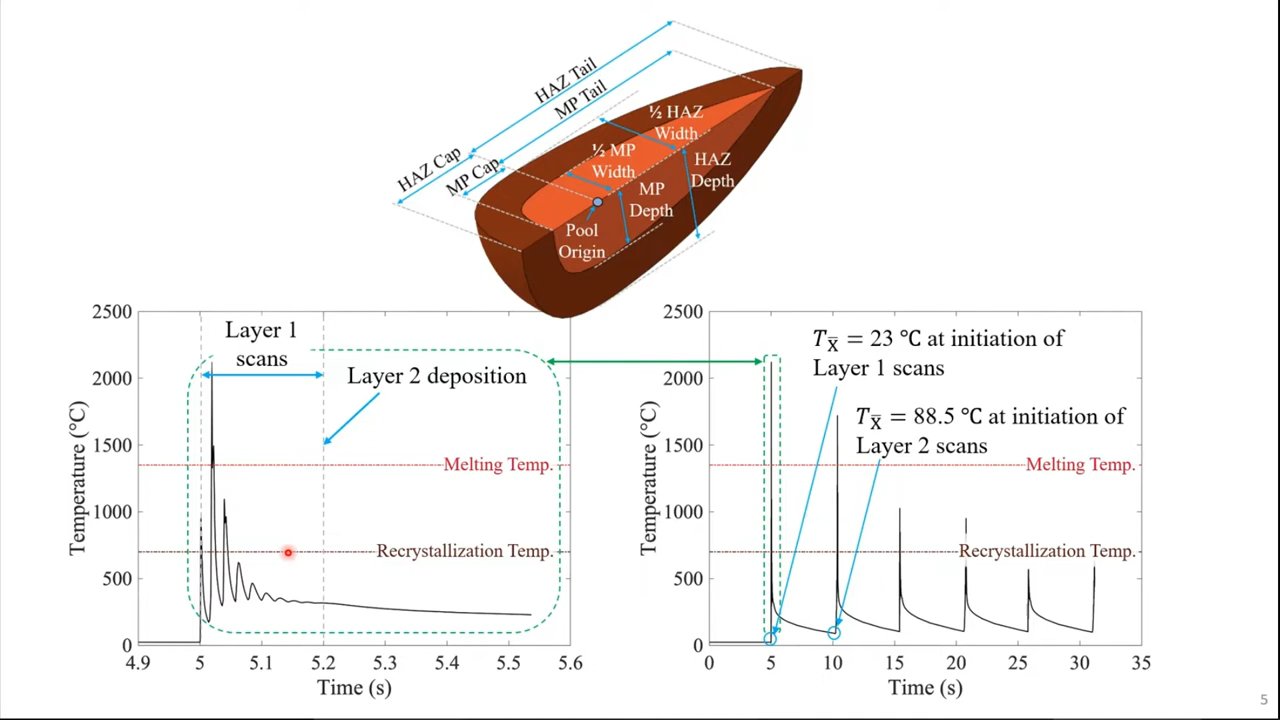 HAZ Tail
MP Tail
HAZ Cap
MP Cap
½ HAZ
Width
½ MP
Width
HAZ
Depth
MP
Depth
Pool
Origin
2500
2000
1500
1000
500
0
4.9
5
5.1
5.2
5.3
5.4
5.5
5.6
Temperature (°C)
Time (s)
Layer 1
scans
Layer 2 deposition
Melting Temp.
Recrystallization Temp.
2500
2000
1500
1000
500
0
0
5
10
15
20
25
30
35
Temperature (°C)
Time (s)
T_X̄ = 23 °C at initiation of
Layer 1 scans
T_X̄ = 88.5 °C at initiation of
Layer 2 scans
Melting Temp.
Recrystallization Temp.
5